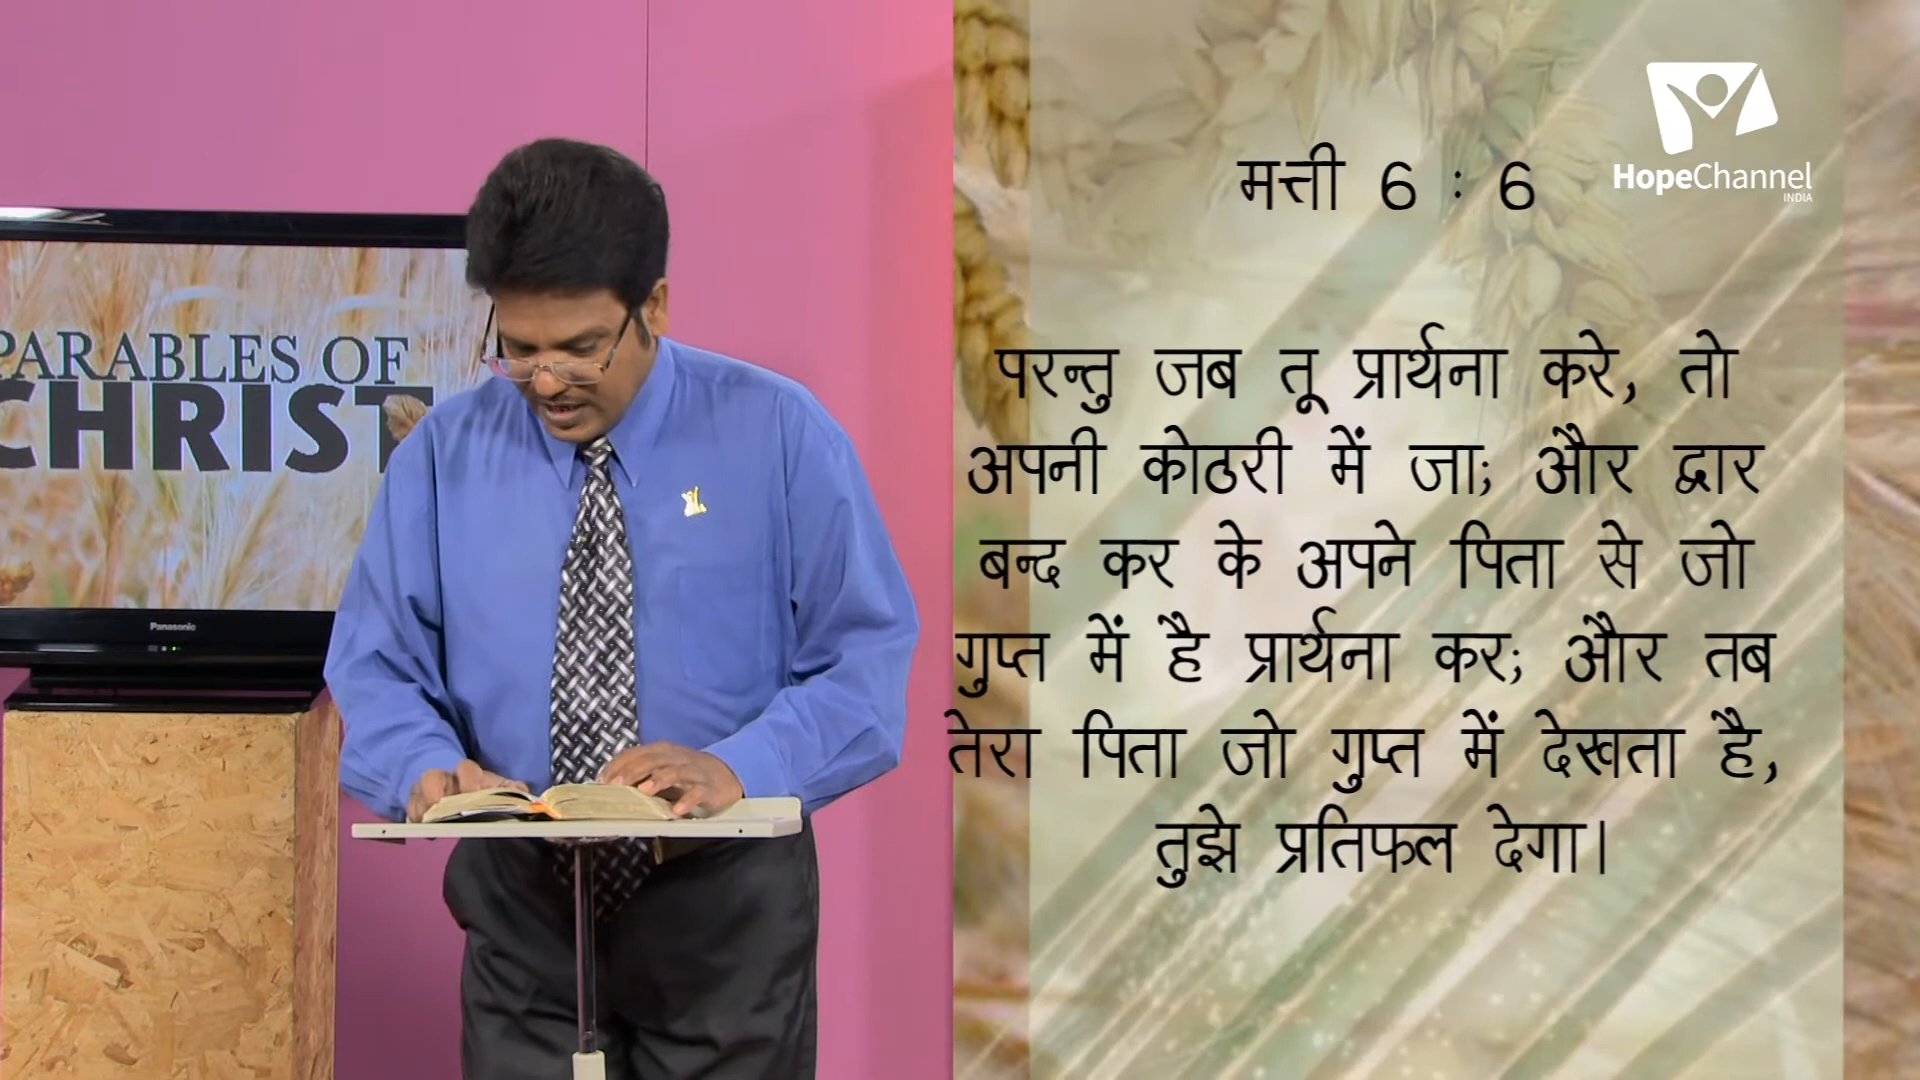 PARABLES OF
CHRIST
Panasonic
HopeChannel
INDIA
मत्ती 6 : 6
परन्तु जब तू प्रार्थना करे, तो
अपनी कोठरी में जा; और द्वार
बन्द कर के अपने पिता से जो
गुप्त में है प्रार्थना कर; और तब
तेरा पिता जो गुप्त में देखता है,
तुझे प्रतिफल देगा।